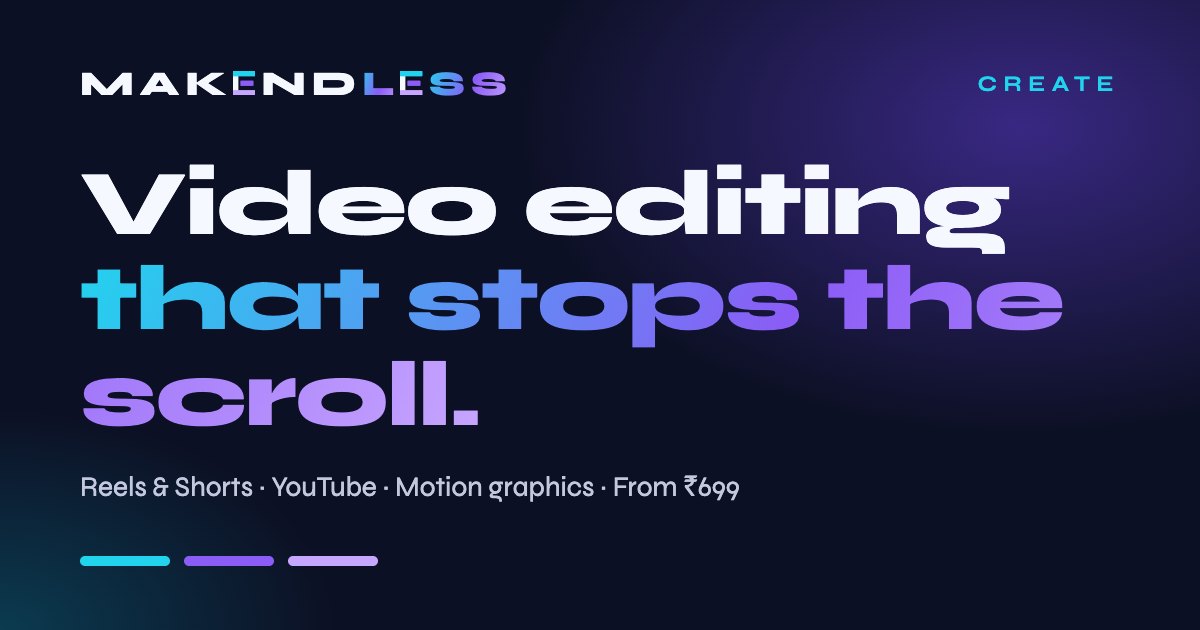 MAKENDLESS
CREATE
Video editing
that stops the
scroll.
Reels & Shorts · YouTube · Motion graphics · From ₹699